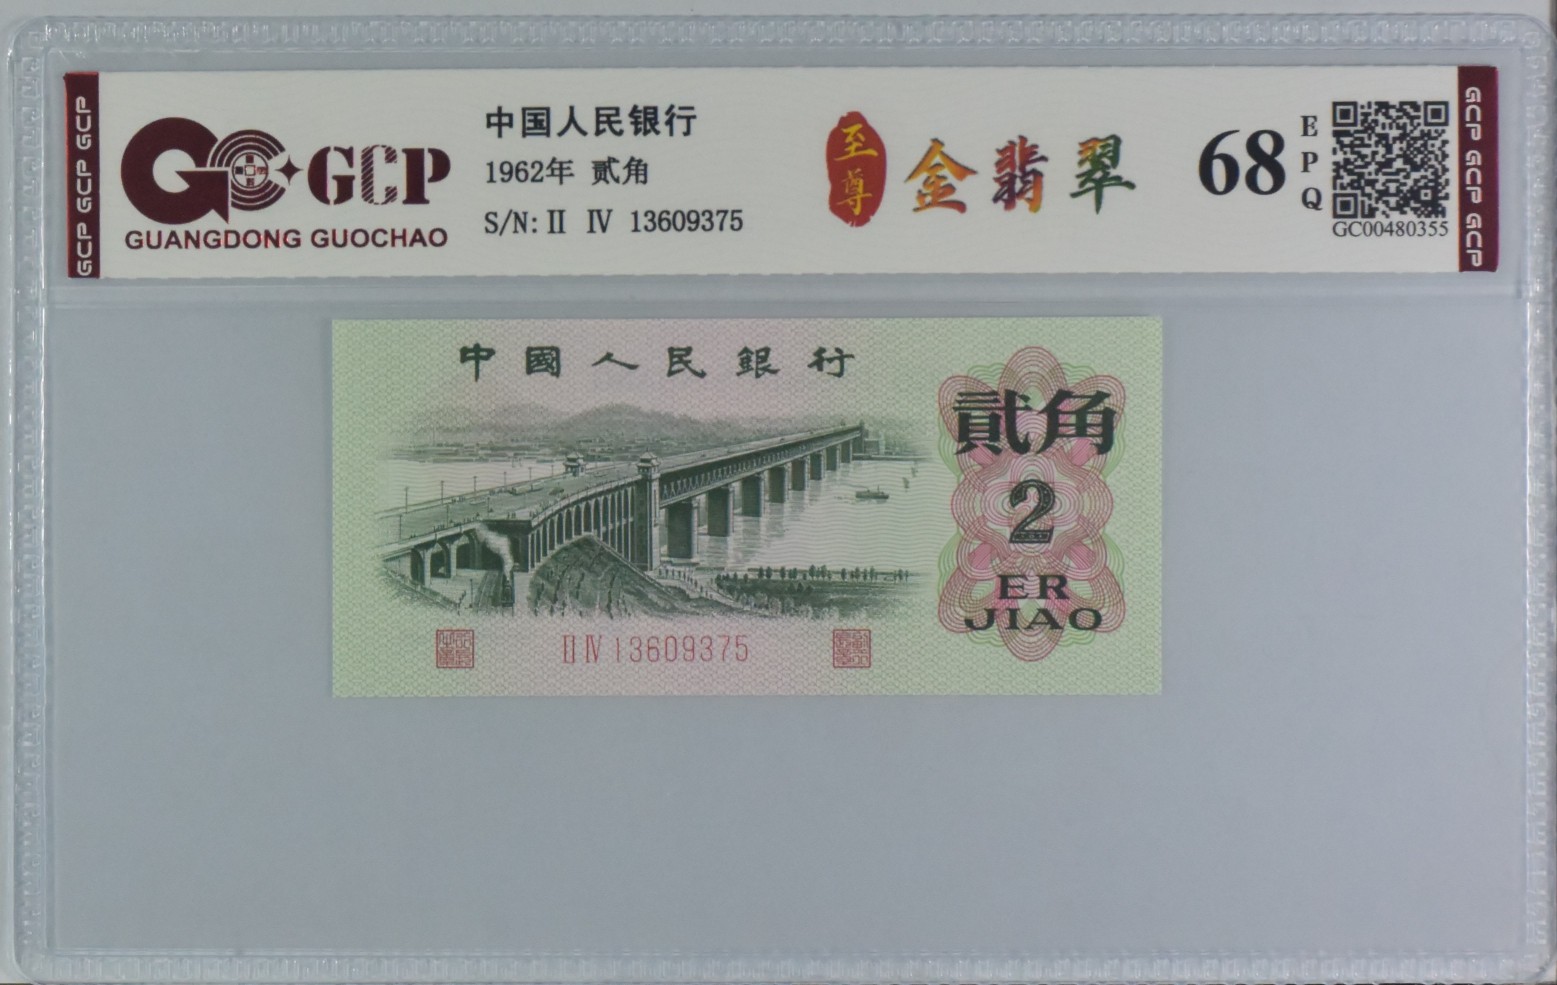 GCP GCP GCP
GCP
GUANGDONG GUOCHAO
中国人民银行
1962年 贰角
S/N: II IV 13609375
至尊
金翡翠
68
EPQ
GC00480355
GCP GCP GCP
中國人民銀行
貳角
2
ER
JIAO
II IV 13609375